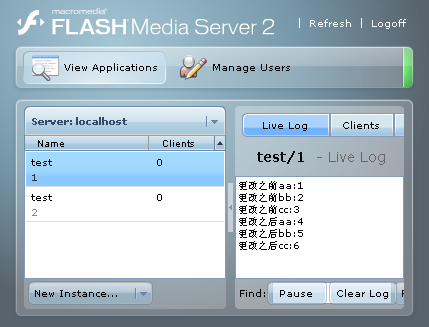 macromedia
FLASH Media Server 2 | Refresh | Logoff
View Applications Manage Users
Server: localhost
Name Clients
test 0
1
test 0
2
New Instance...
Live Log Clients
test/1 - Live Log
更改之前aa:1
更改之前bb:2
更改之前cc:3
更改之后aa:4
更改之后bb:5
更改之后cc:6
Find: Pause Clear Log